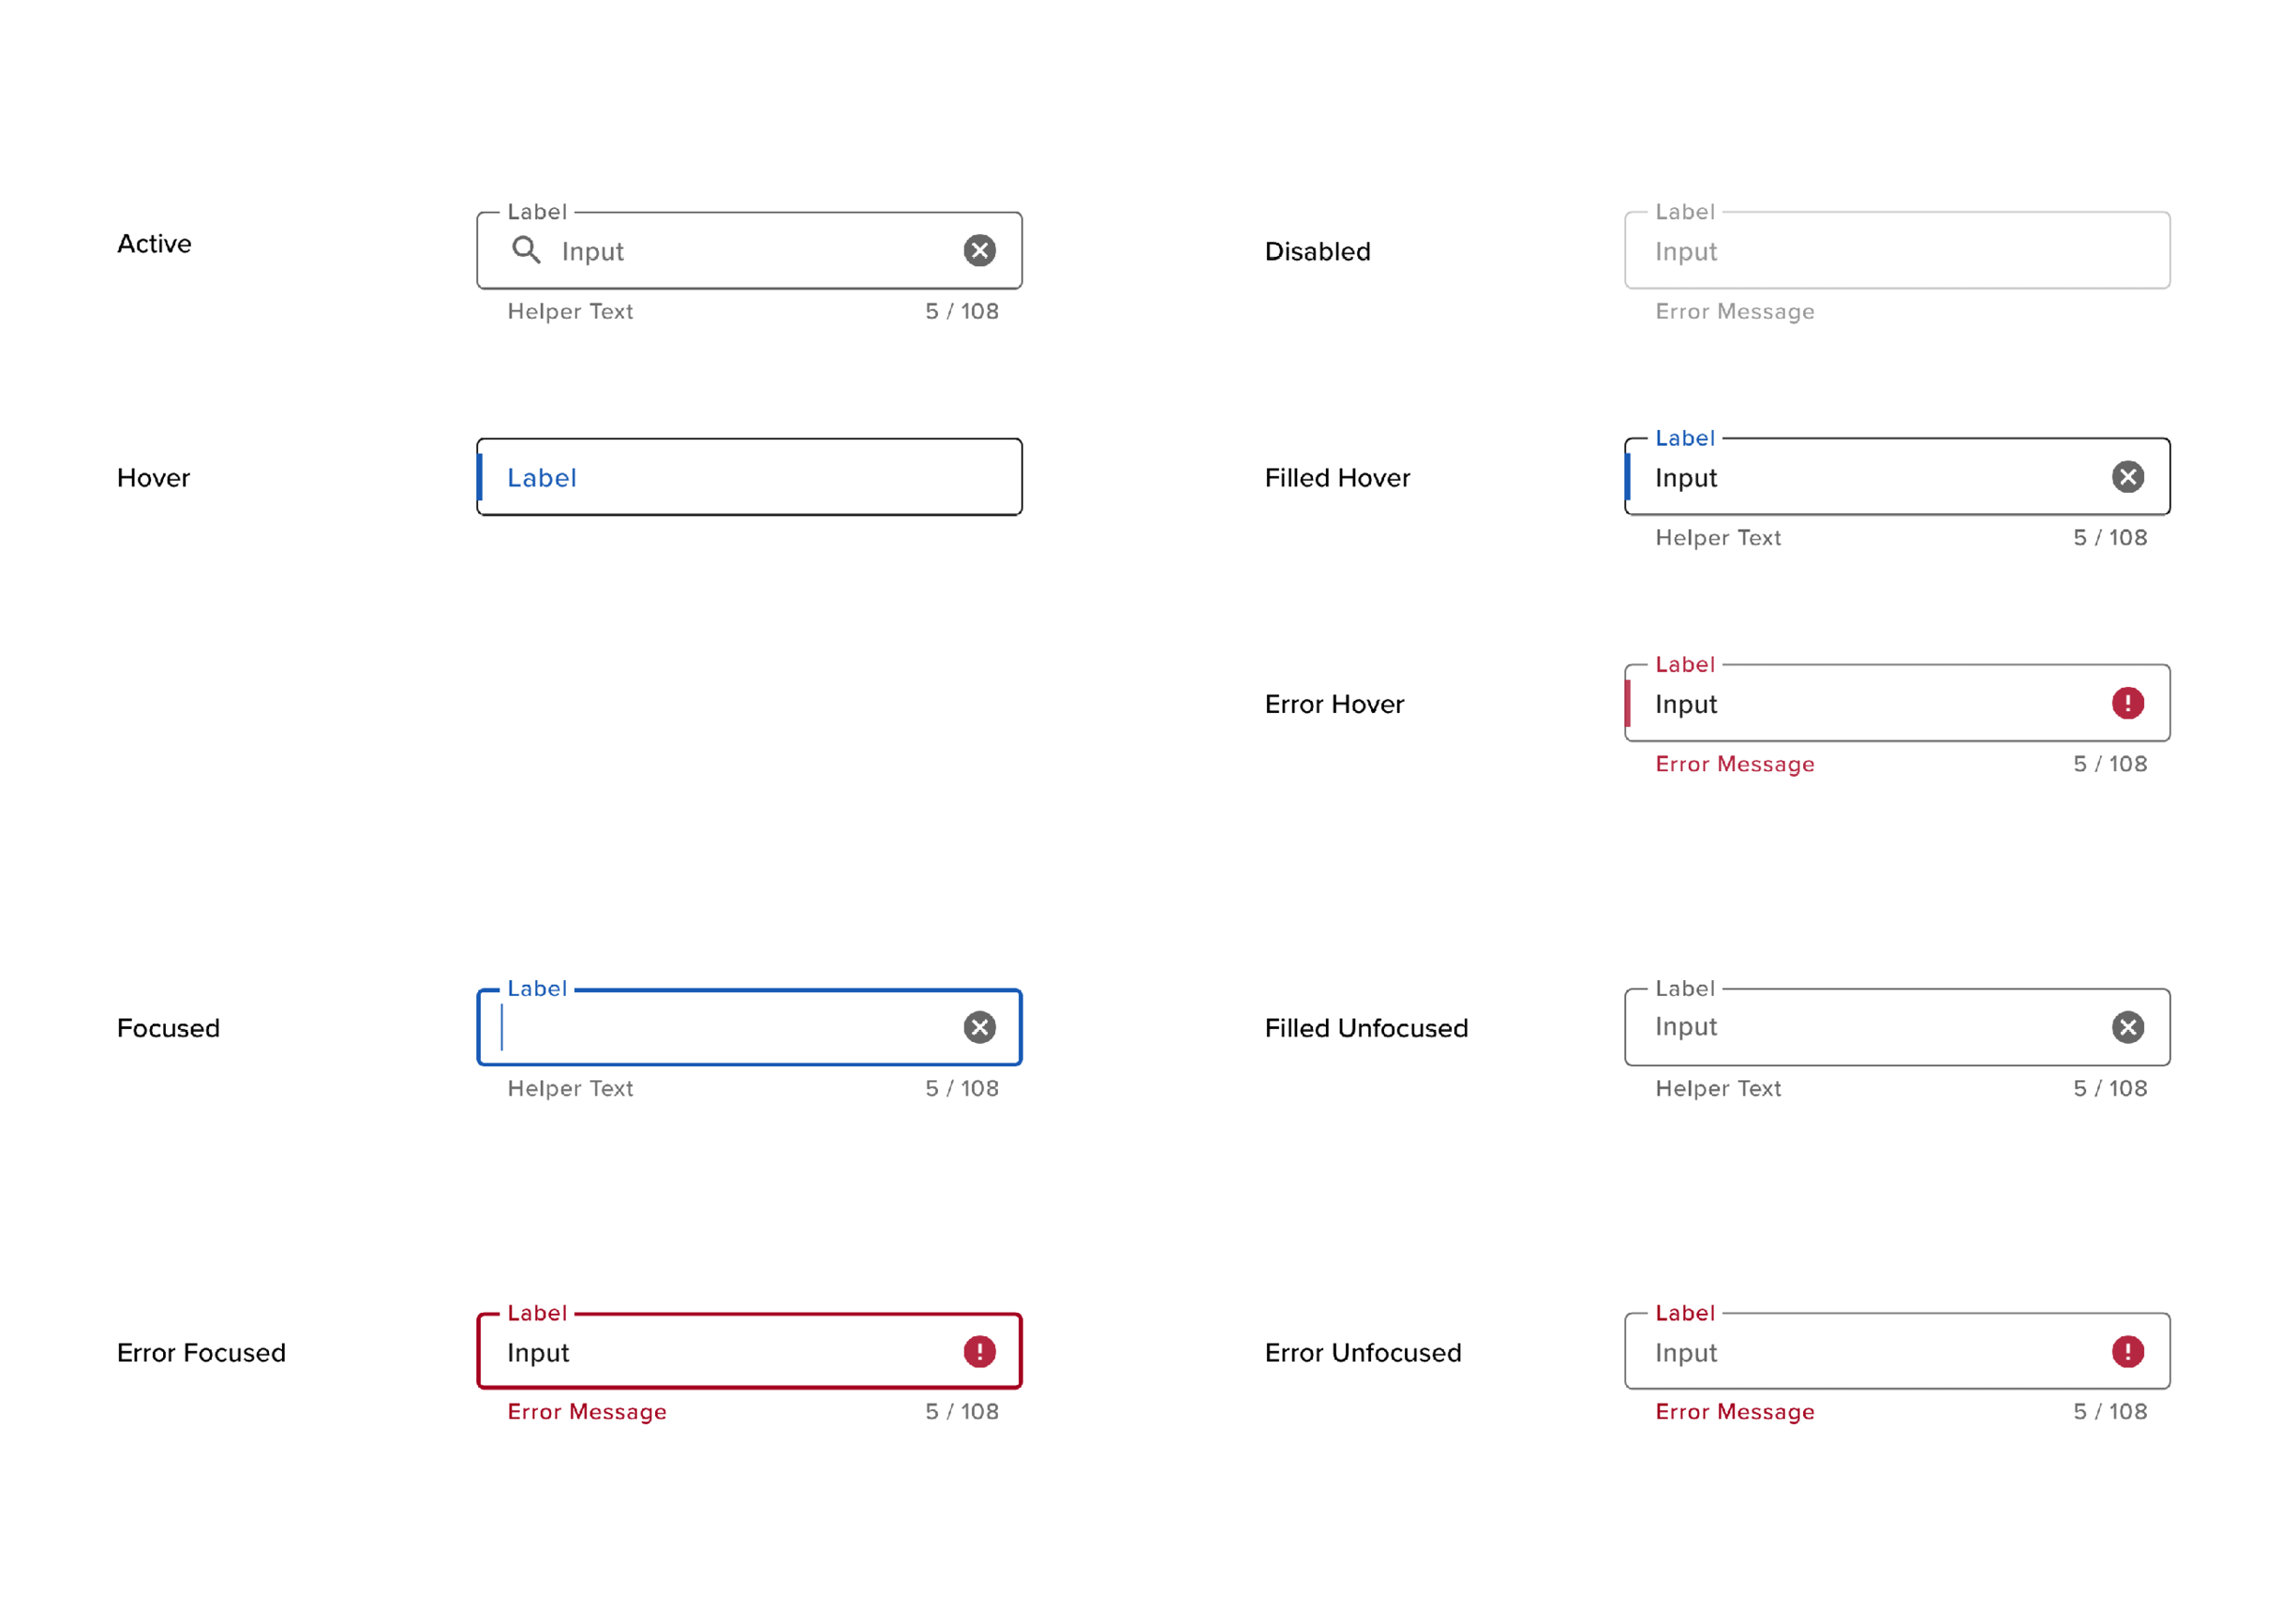 Active
Label
Input
Helper Text
5 / 108
Disabled
Label
Input
Error Message
Hover
Label
Filled Hover
Label
Input
Helper Text
5 / 108
Error Hover
Label
Input
Error Message
5 / 108
Focused
Label
Helper Text
5 / 108
Filled Unfocused
Label
Input
Helper Text
5 / 108
Error Focused
Label
Input
Error Message
5 / 108
Error Unfocused
Label
Input
Error Message
5 / 108